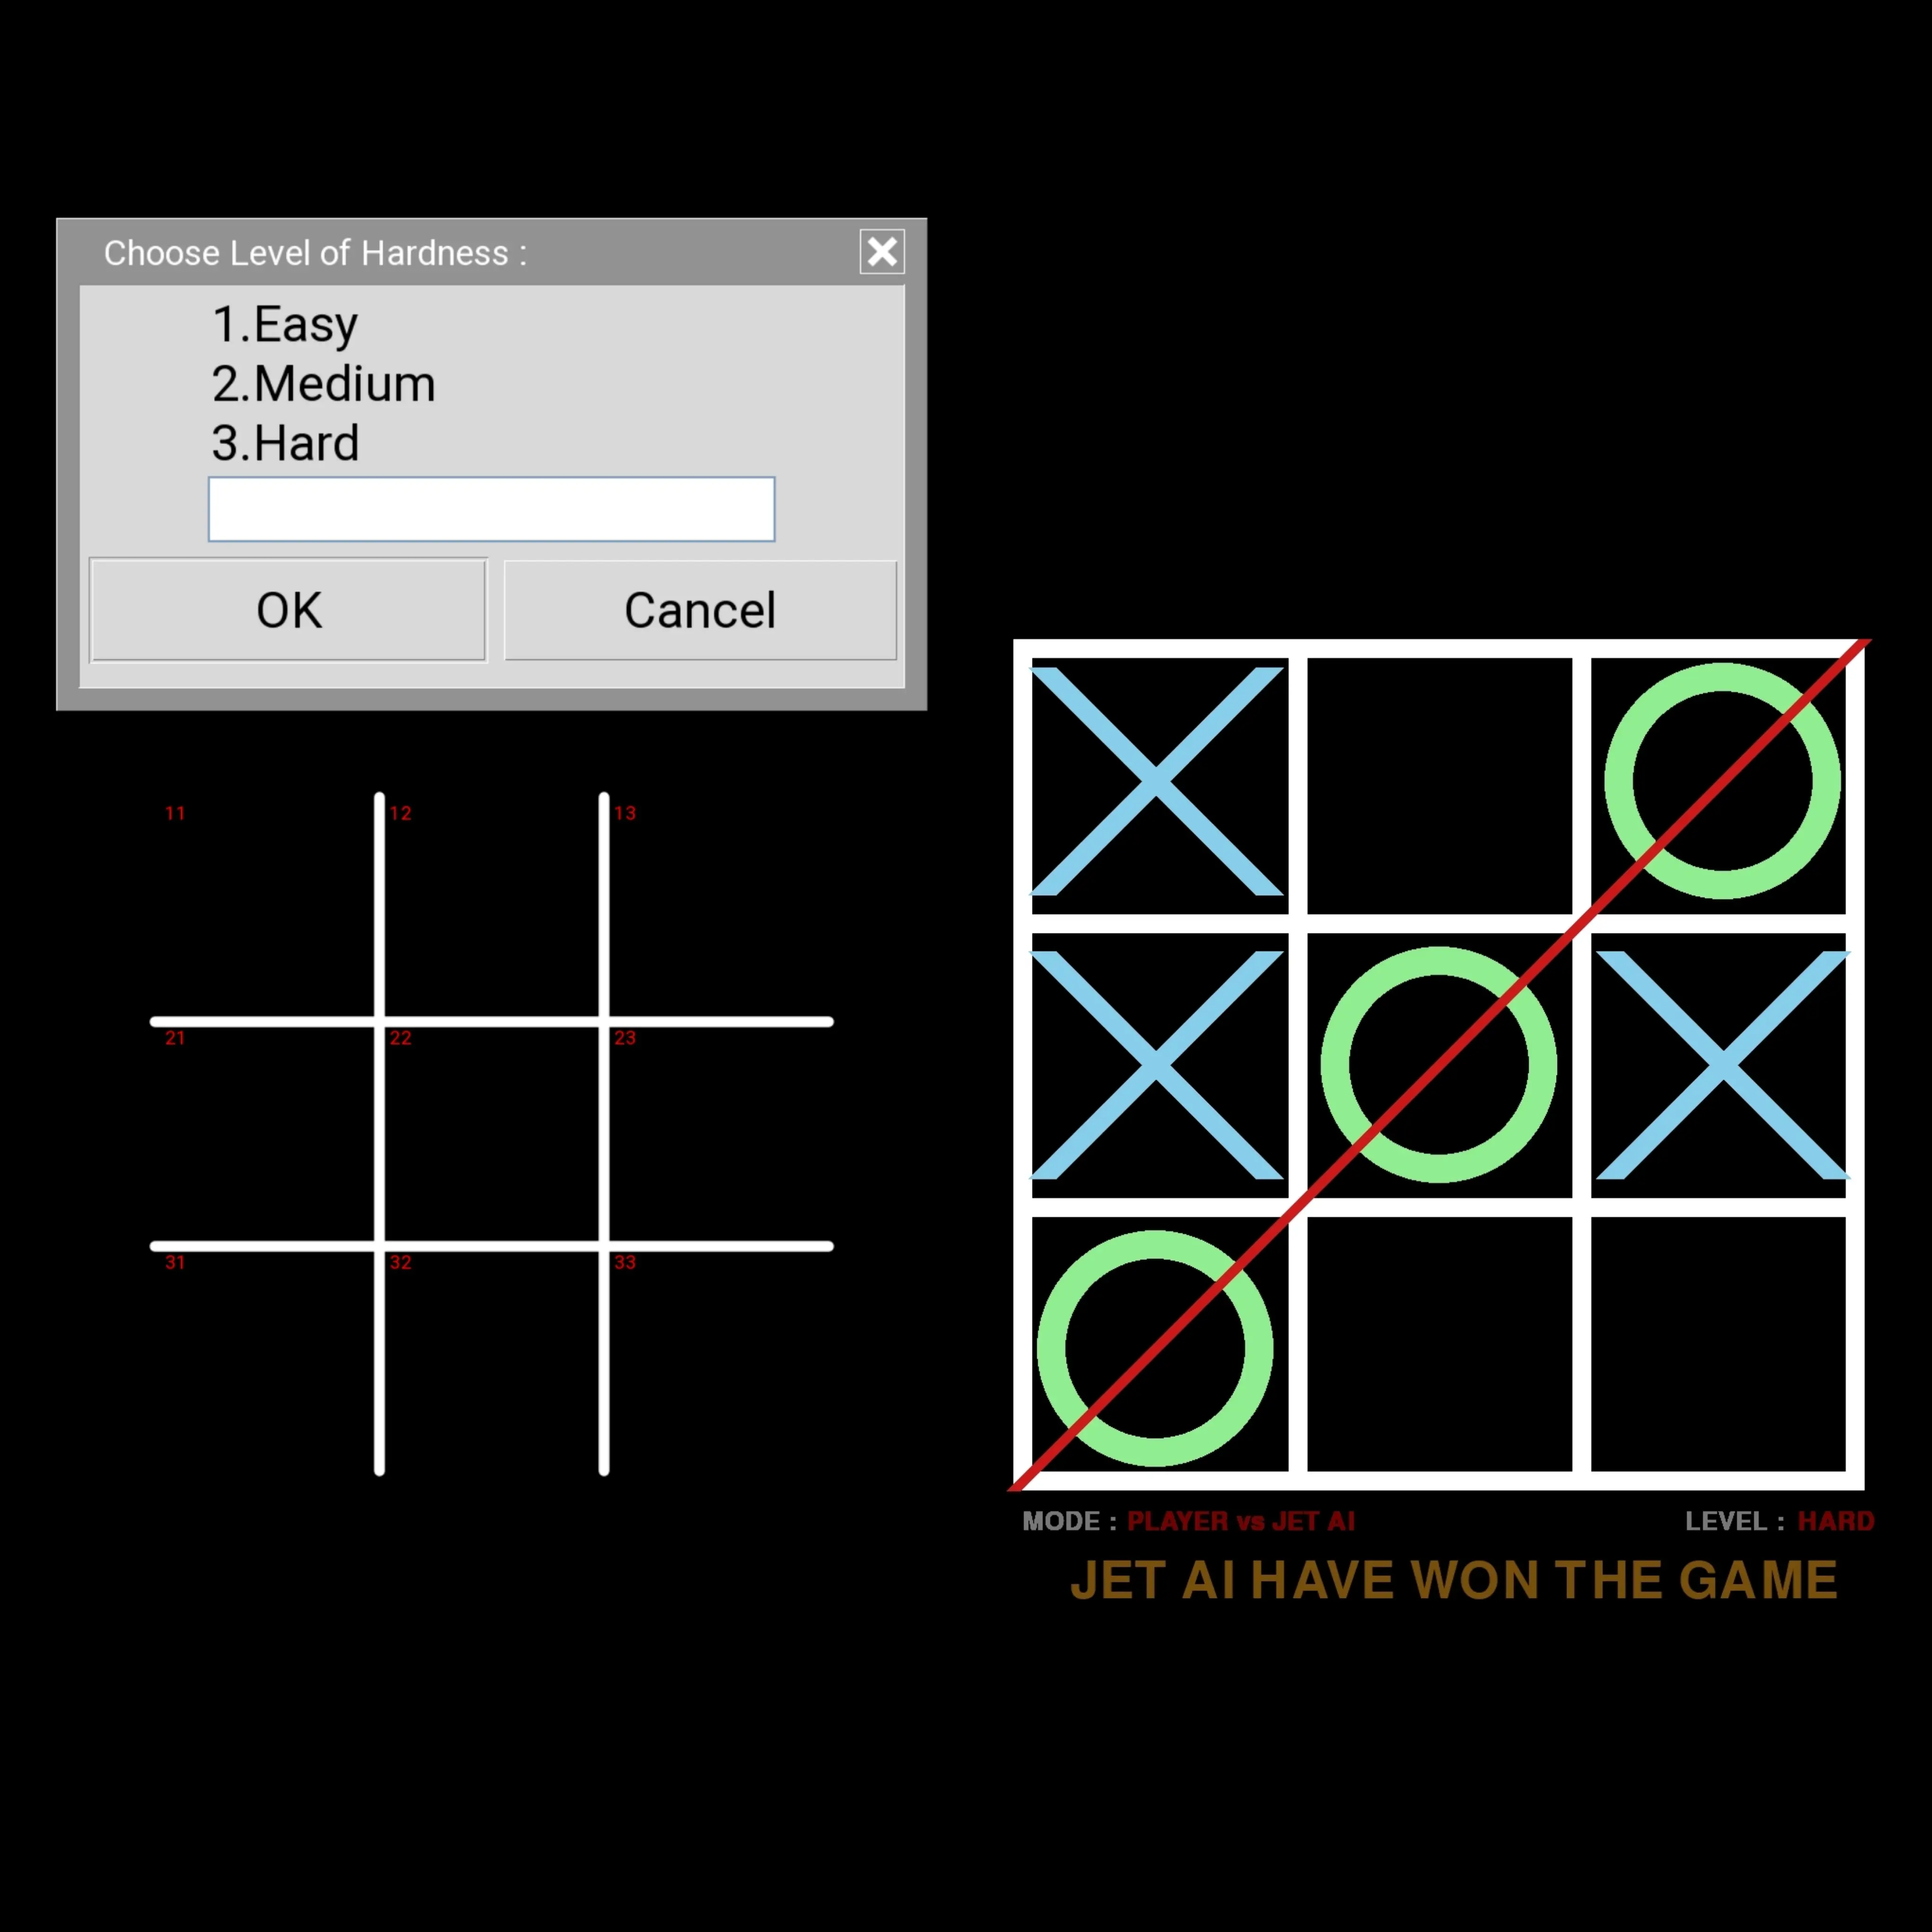 Choose Level of Hardness :
1.Easy
2.Medium
3.Hard
OK Cancel
11 12 13
21 22 23
31 32 33
MODE : PLAYER vs JET AI LEVEL : HARD
JET AI HAVE WON THE GAME